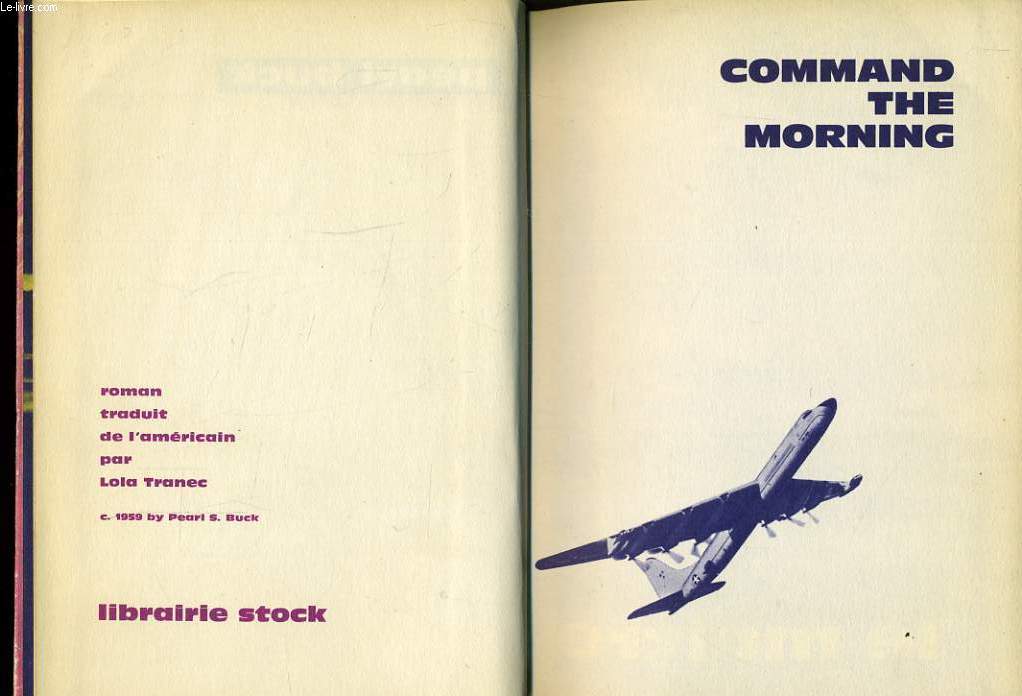 Le-livre.com
roman
traduit
de l'américain
par
Lola Tranec
c. 1959 by Pearl S. Buck
librairie stock
COMMAND
THE
MORNING